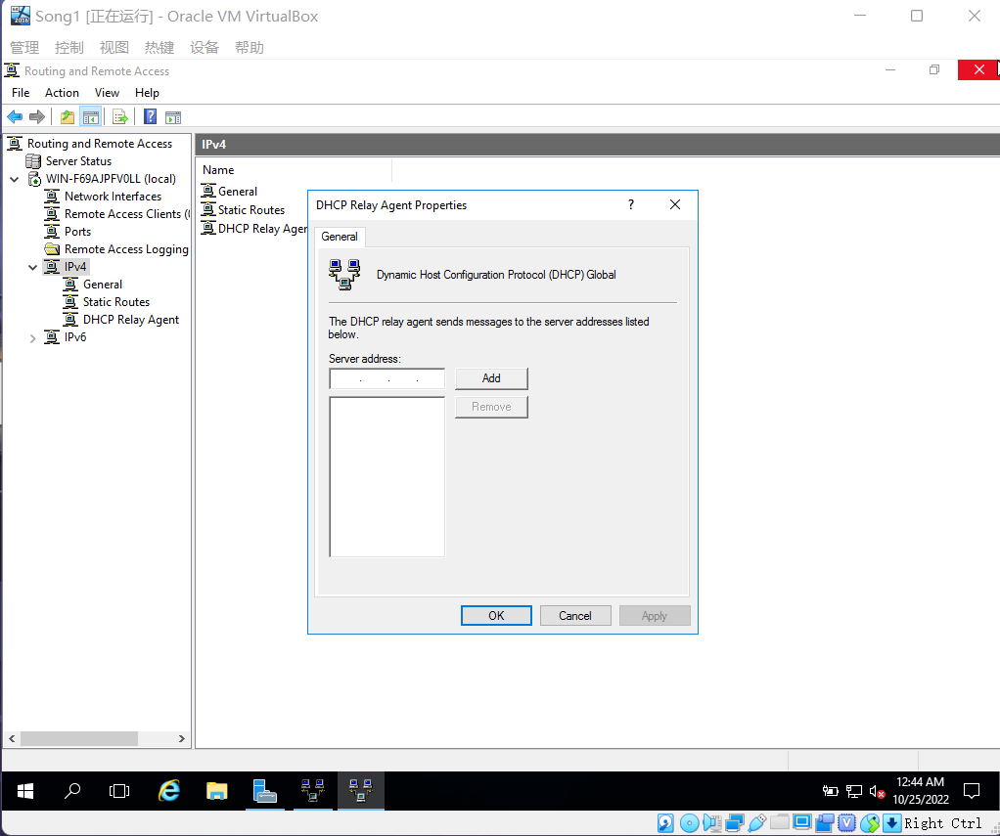 Song1 [正在运行] - Oracle VM VirtualBox
管理 控制 视图 热键 设备 帮助
Routing and Remote Access
File Action View Help
Routing and Remote Access
Server Status
WIN-F69AJPFV0LL (local)
Network Interfaces
Remote Access Clients (
Ports
Remote Access Logging
IPv4
General
Static Routes
DHCP Relay Agent
IPv6
IPv4
Name
General
Static Routes
DHCP Relay Agen
DHCP Relay Agent Properties
General
Dynamic Host Configuration Protocol (DHCP) Global
The DHCP relay agent sends messages to the server addresses listed
below.
Server address:
. . .
Add
Remove
OK Cancel Apply
12:44 AM
10/25/2022
Right Ctrl